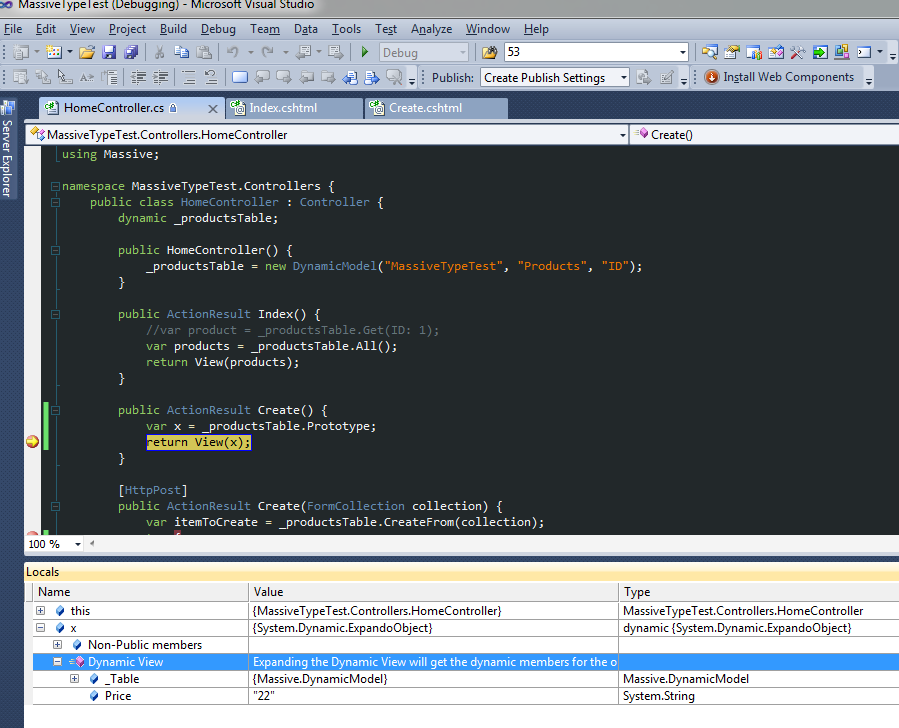 MassiveTypeTest (Debugging) - Microsoft Visual Studio
File Edit View Project Build Debug Team Data Tools Test Analyze Window Help
Debug 53
Publish: Create Publish Settings Install Web Components
Server Explorer
HomeController.cs Index.cshtml Create.cshtml
MassiveTypeTest.Controllers.HomeController Create()
using Massive;
namespace MassiveTypeTest.Controllers {
public class HomeController : Controller {
dynamic _productsTable;
public HomeController() {
_productsTable = new DynamicModel("MassiveTypeTest", "Products", "ID");
}
public ActionResult Index() {
//var product = _productsTable.Get(ID: 1);
var products = _productsTable.All();
return View(products);
}
public ActionResult Create() {
var x = _productsTable.Prototype;
return View(x);
}
[HttpPost]
public ActionResult Create(FormCollection collection) {
var itemToCreate = _productsTable.CreateFrom(collection);
100 %
Locals
Name Value Type
this {MassiveTypeTest.Controllers.HomeController} MassiveTypeTest.Controllers.HomeController
x {System.Dynamic.ExpandoObject} dynamic {System.Dynamic.ExpandoObject}
Non-Public members
Dynamic View Expanding the Dynamic View will get the dynamic members for the o
_Table {Massive.DynamicModel} Massive.DynamicModel
Price "22" System.String